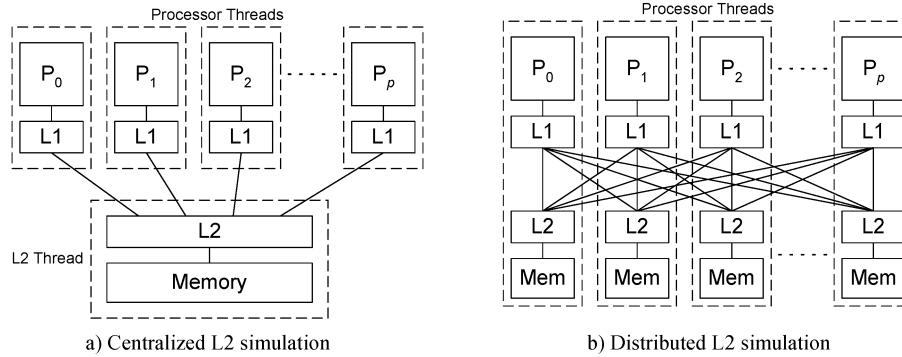 Processor Threads
P0 P1 P2 Pp
L1 L1 L1 L1
L2 Thread
L2
Memory
a) Centralized L2 simulation
Processor Threads
P0 P1 P2 Pp
L1 L1 L1 L1
L2 L2 L2 L2
Mem Mem Mem Mem
b) Distributed L2 simulation